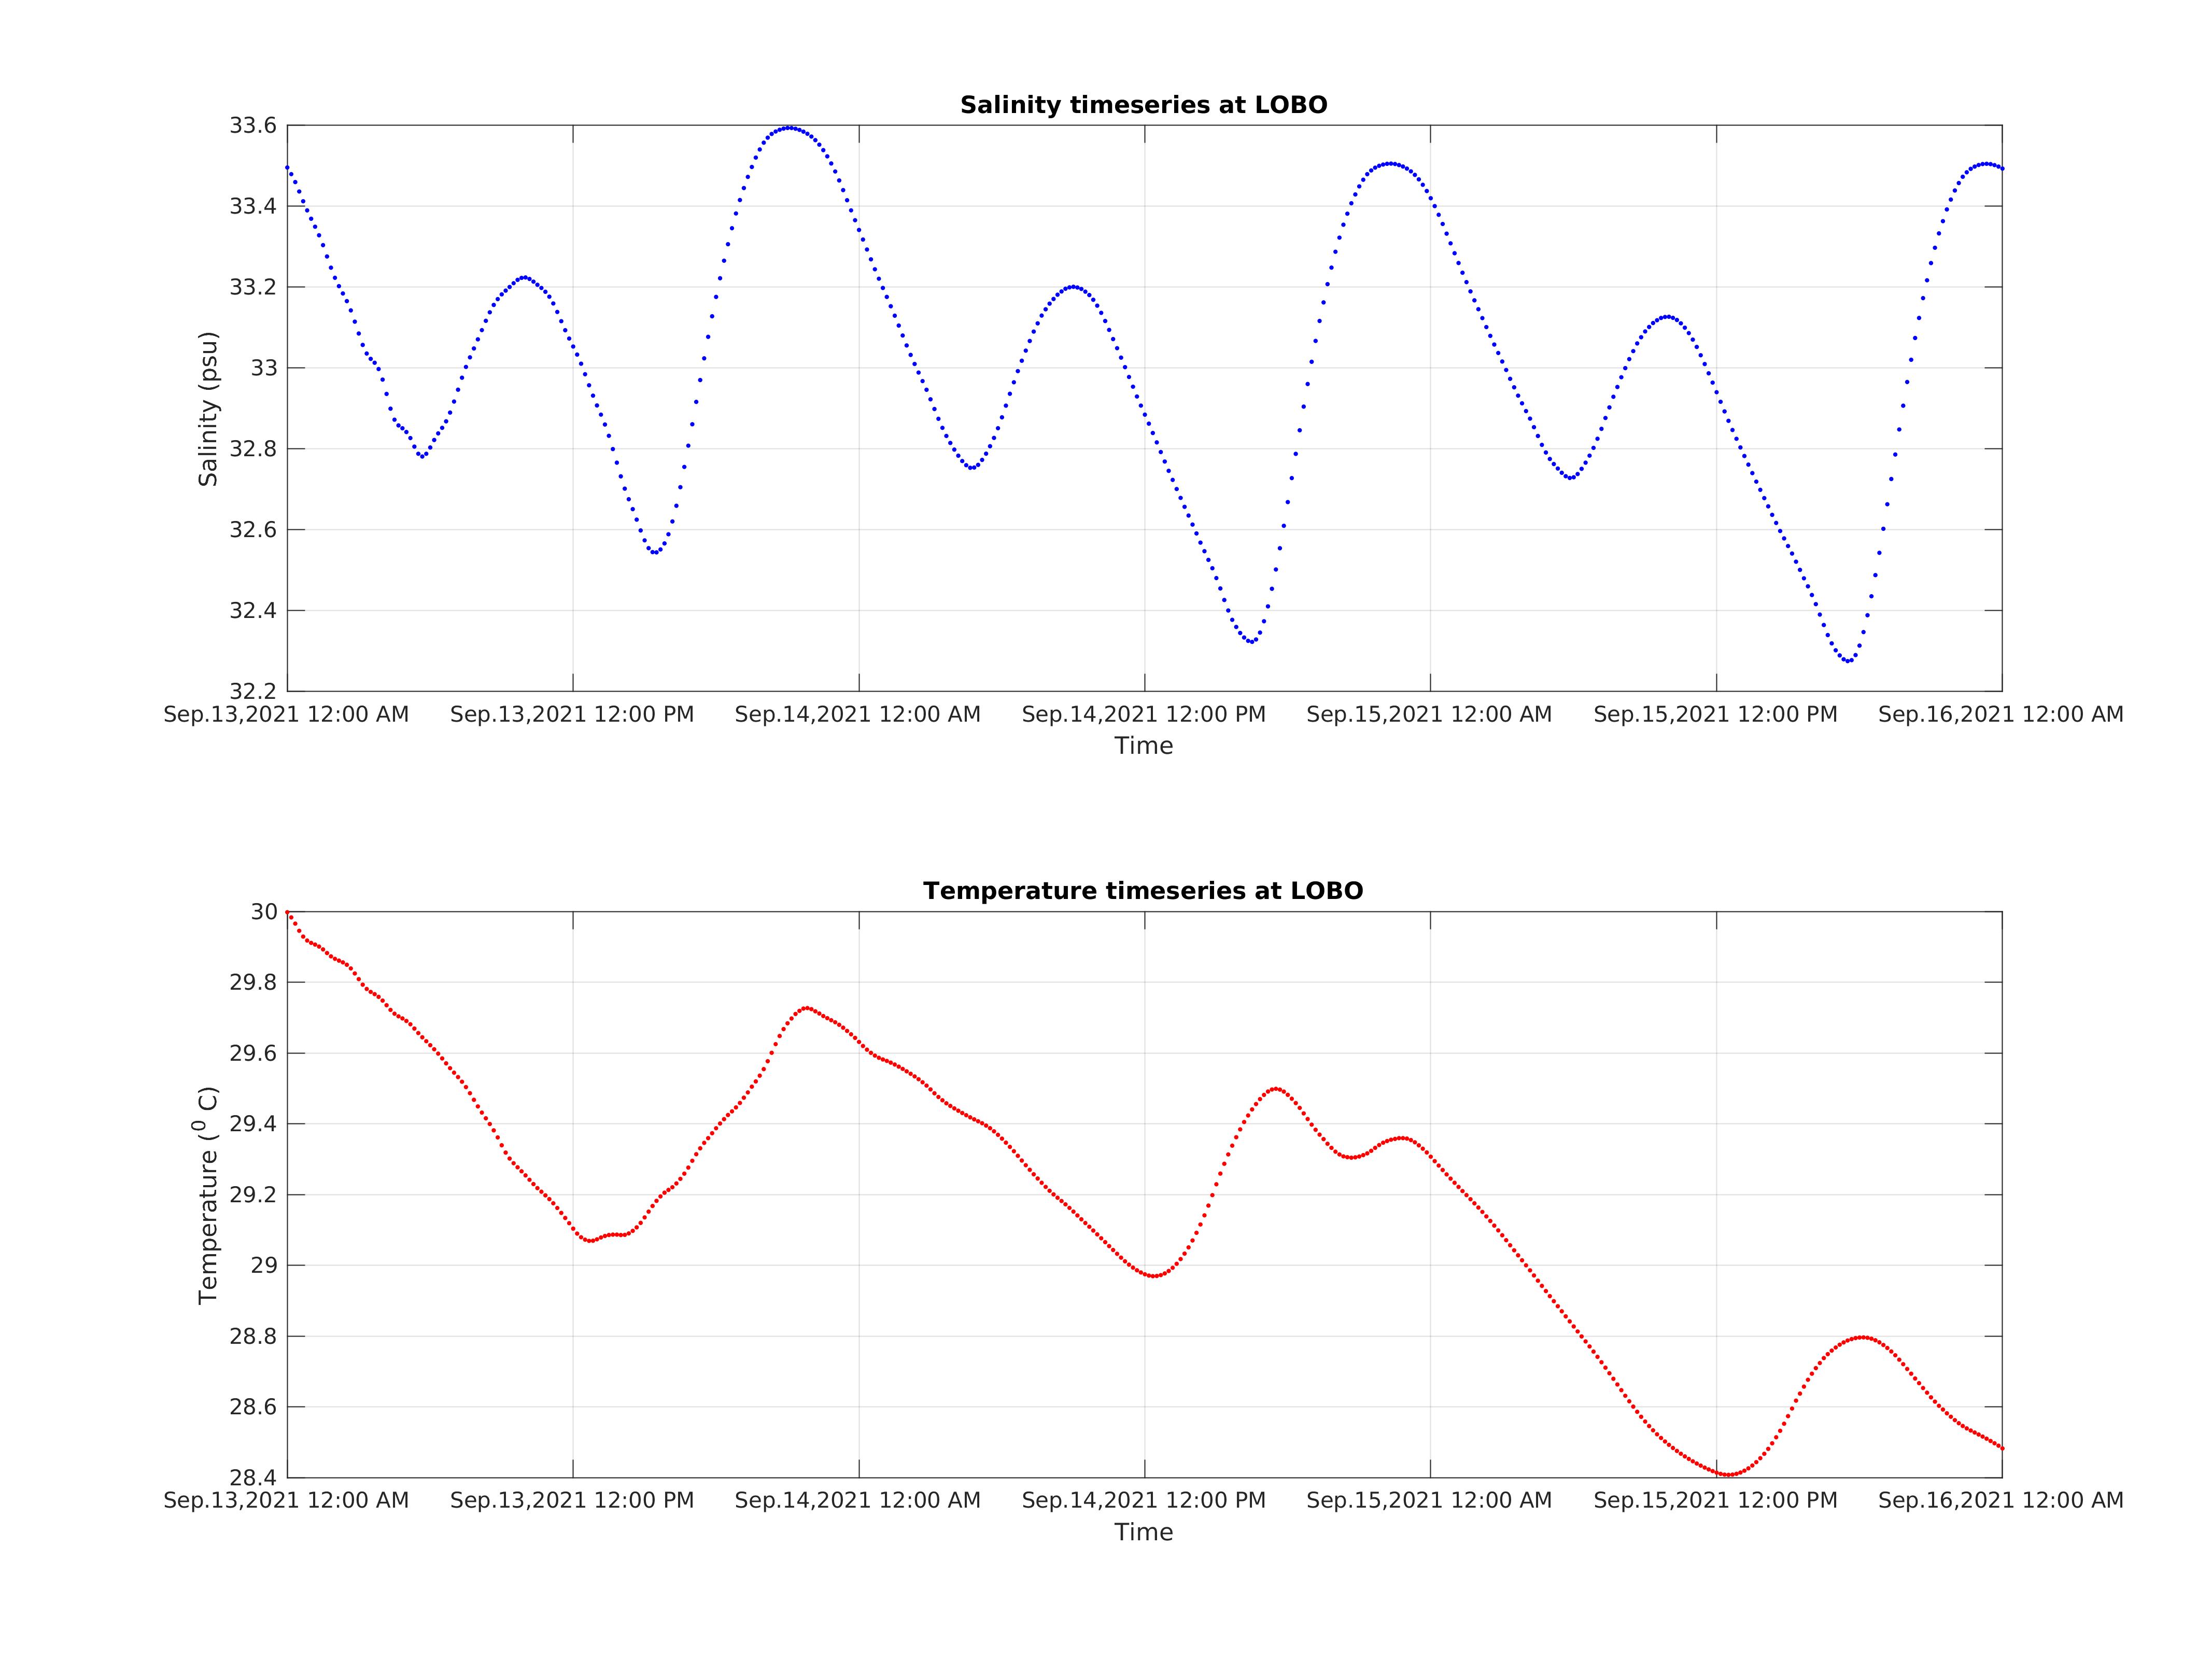 Salinity timeseries at LOBO
33.6
33.4
33.2
33
32.8
32.6
32.4
32.2
Salinity (psu)
Sep.13,2021 12:00 AM Sep.13,2021 12:00 PM Sep.14,2021 12:00 AM Sep.14,2021 12:00 PM Sep.15,2021 12:00 AM Sep.15,2021 12:00 PM Sep.16,2021 12:00 AM
Time
Temperature timeseries at LOBO
30
29.8
29.6
29.4
29.2
29
28.8
28.6
28.4
Temperature (⁰ C)
Sep.13,2021 12:00 AM Sep.13,2021 12:00 PM Sep.14,2021 12:00 AM Sep.14,2021 12:00 PM Sep.15,2021 12:00 AM Sep.15,2021 12:00 PM Sep.16,2021 12:00 AM
Time